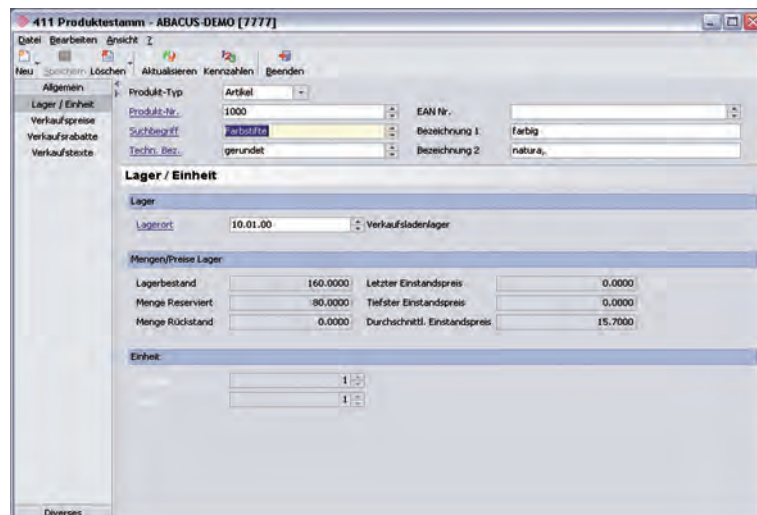 411 Produktestamm - ABACUS-DEMO [7777]
Datei Bearbeiten Ansicht ?
Neu Speichern Löschen Aktualisieren Kennzahlen Beenden
Allgemein
Lager / Einheit
Verkaufspreise
Verkaufsrabatte
Verkaufstexte
Produkt-Typ Artikel
Produkt-Nr. 1000 EAN Nr.
Suchbegriff Farbstifte Bezeichnung 1 farbig
Techn. Bez. gerundet Bezeichnung 2 natura,
Lager / Einheit
Lager
Lagerort 10.01.00 Verkaufsladenlager
Mengen/Preise Lager
Lagerbestand 160.0000 Letzter Einstandspreis 0.0000
Menge Reserviert 80.0000 Tiefster Einstandspreis 0.0000
Menge Rückstand 0.0000 Durchschnittl. Einstandspreis 15.7000
Einheit
1
1
Diverses